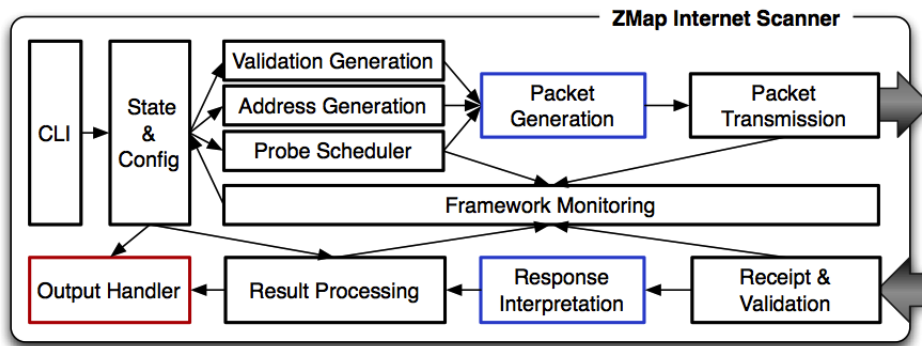 ZMap Internet Scanner
CLI
State
&
Config
Validation Generation
Address Generation
Probe Scheduler
Packet
Generation
Packet
Transmission
Framework Monitoring
Output Handler
Result Processing
Response
Interpretation
Receipt &
Validation